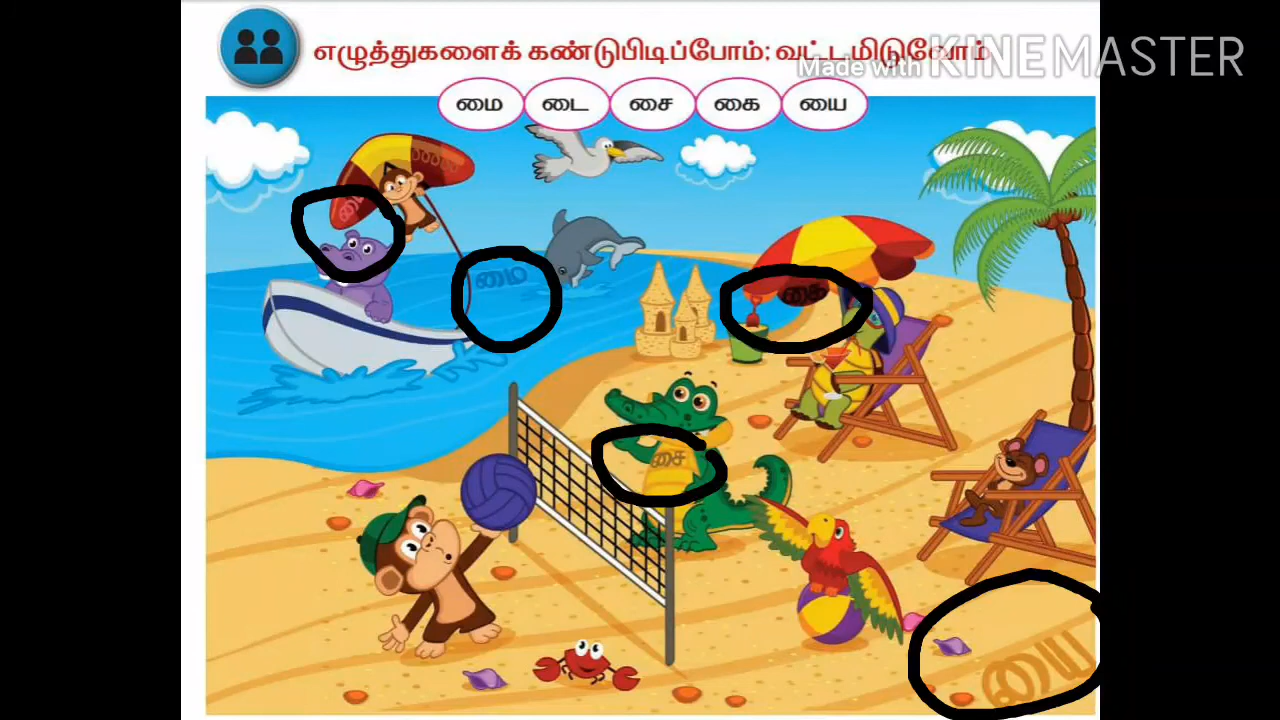 எழுத்துகளைக் கண்டுபிடிப்போம்; வட்டமிடுவோம்
Made with KINEMASTER
மை டை சை கை யை
மை
கை
சை
யை